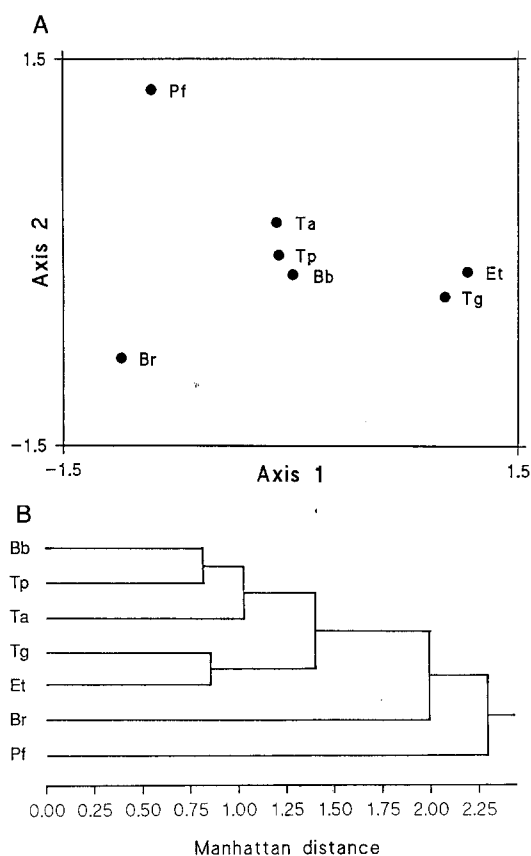 A
1.5
Pf
Ta
Tp
Bb
Et
Tg
Br
Axis 2
-1.5
-1.5 Axis 1 1.5
B
Bb
Tp
Ta
Tg
Et
Br
Pf
0.00 0.25 0.50 0.75 1.00 1.25 1.50 1.75 2.00 2.25
Manhattan distance